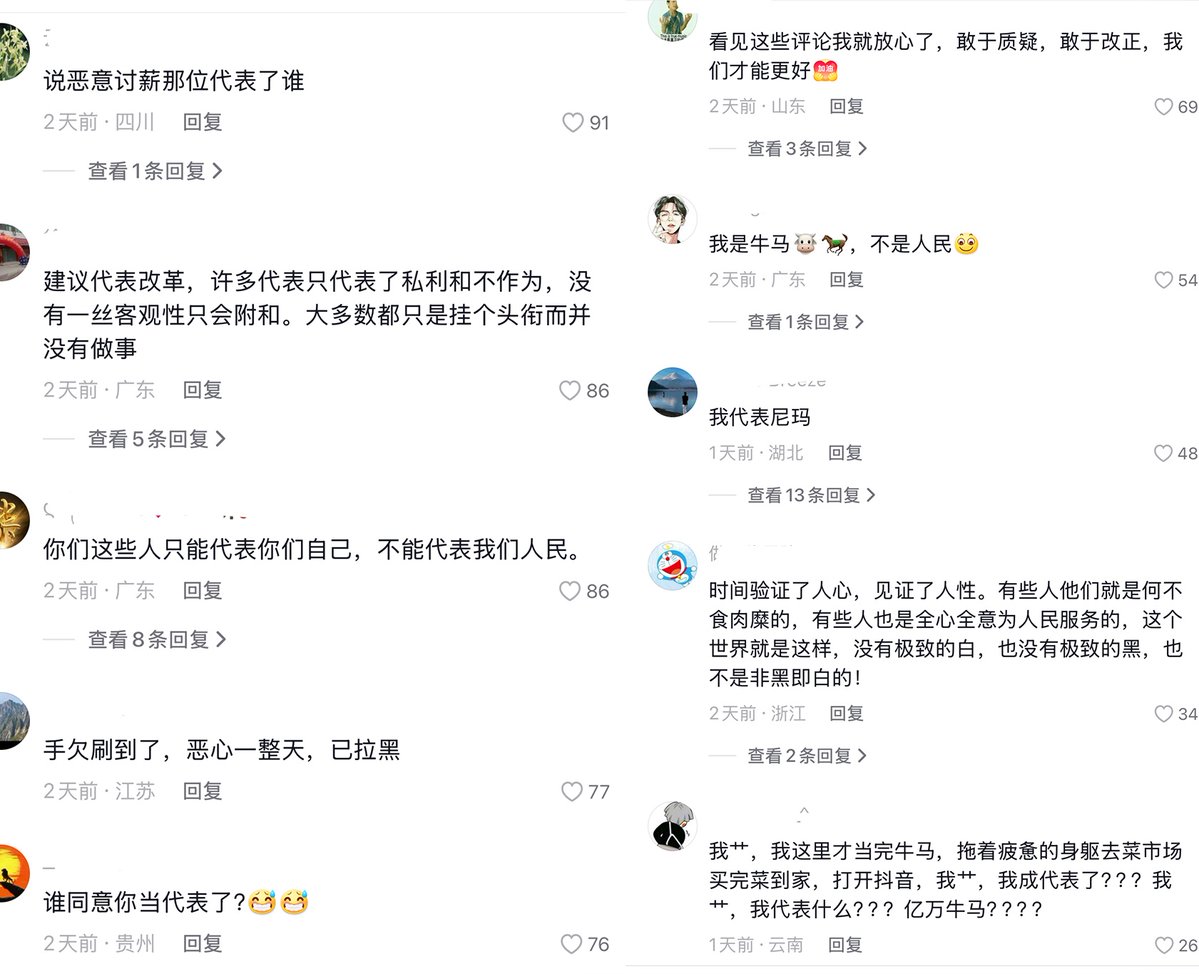 说恶意讨薪那位代表了谁
2天前·四川 回复 91
查看1条回复
建议代表改革，许多代表只代表了私利和不作为，没
有一丝客观性只会附和。大多数都只是挂个头衔而并
没有做事
2天前·广东 回复 86
查看5条回复
你们这些人只能代表你们自己，不能代表我们人民。
2天前·广东 回复 86
查看8条回复
手欠刷到了，恶心一整天，已拉黑
2天前·江苏 回复 77
谁同意你当代表了?😅😅
2天前·贵州 回复 76
看见这些评论我就放心了，敢于质疑，敢于改正，我
们才能更好加油
2天前·山东 回复 69
查看3条回复
我是牛马🐮🐎，不是人民
2天前·广东 回复 54
查看1条回复
我代表尼玛
1天前·湖北 回复 48
查看13条回复
时间验证了人心，见证了人性。有些人他们就是何不
食肉糜的，有些人也是全心全意为人民服务的，这个
世界就是这样，没有极致的白，也没有极致的黑，也
不是非黑即白的！
2天前·浙江 回复 34
查看2条回复
我艹，我这里才当完牛马，拖着疲惫的身躯去菜市场
买完菜到家，打开抖音，我艹，我成代表了???我
艹，我代表什么???亿万牛马????
1天前·云南 回复 26